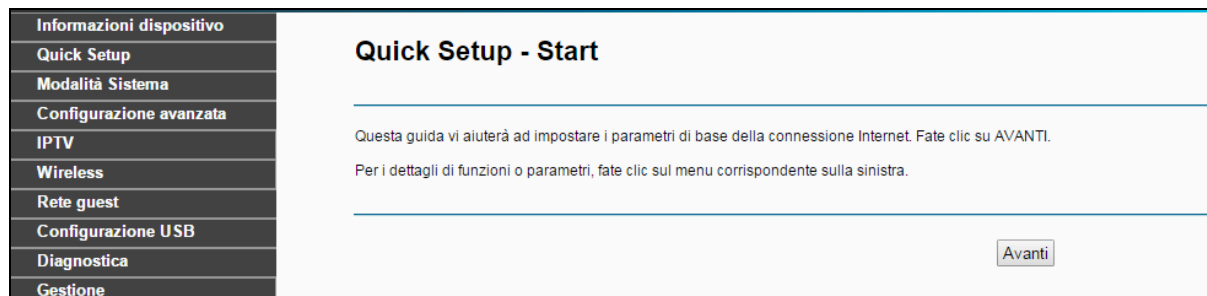 Informazioni dispositivo
Quick Setup
Modalità Sistema
Configurazione avanzata
IPTV
Wireless
Rete guest
Configurazione USB
Diagnostica
Gestione
Quick Setup - Start
Questa guida vi aiuterà ad impostare i parametri di base della connessione Internet. Fate clic su AVANTI.
Per i dettagli di funzioni o parametri, fate clic sul menu corrispondente sulla sinistra.
Avanti